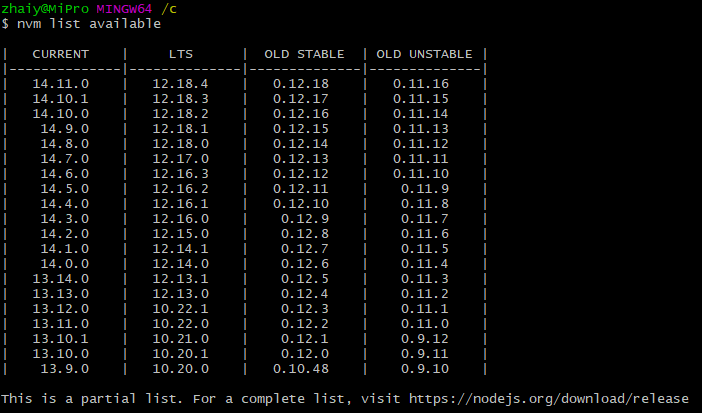 zhaiy@MiPro MINGW64 /c
$ nvm list available
|   CURRENT    |     LTS      |  OLD STABLE  | OLD UNSTABLE |
|--------------|--------------|--------------|--------------|
|   14.11.0    |   12.18.4    |   0.12.18    |   0.11.16    |
|   14.10.1    |   12.18.3    |   0.12.17    |   0.11.15    |
|   14.10.0    |   12.18.2    |   0.12.16    |   0.11.14    |
|    14.9.0    |   12.18.1    |   0.12.15    |   0.11.13    |
|    14.8.0    |   12.18.0    |   0.12.14    |   0.11.12    |
|    14.7.0    |   12.17.0    |   0.12.13    |   0.11.11    |
|    14.6.0    |   12.16.3    |   0.12.12    |   0.11.10    |
|    14.5.0    |   12.16.2    |   0.12.11    |    0.11.9    |
|    14.4.0    |   12.16.1    |   0.12.10    |    0.11.8    |
|    14.3.0    |   12.16.0    |    0.12.9    |    0.11.7    |
|    14.2.0    |   12.15.0    |    0.12.8    |    0.11.6    |
|    14.1.0    |   12.14.1    |    0.12.7    |    0.11.5    |
|    14.0.0    |   12.14.0    |    0.12.6    |    0.11.4    |
|   13.14.0    |   12.13.1    |    0.12.5    |    0.11.3    |
|   13.13.0    |   12.13.0    |    0.12.4    |    0.11.2    |
|   13.12.0    |   10.22.1    |    0.12.3    |    0.11.1    |
|   13.11.0    |   10.22.0    |    0.12.2    |    0.11.0    |
|   13.10.1    |   10.21.0    |    0.12.1    |    0.9.12    |
|   13.10.0    |   10.20.1    |    0.12.0    |    0.9.11    |
|    13.9.0    |   10.20.0    |   0.10.48    |    0.9.10    |
This is a partial list. For a complete list, visit https://nodejs.org/download/release